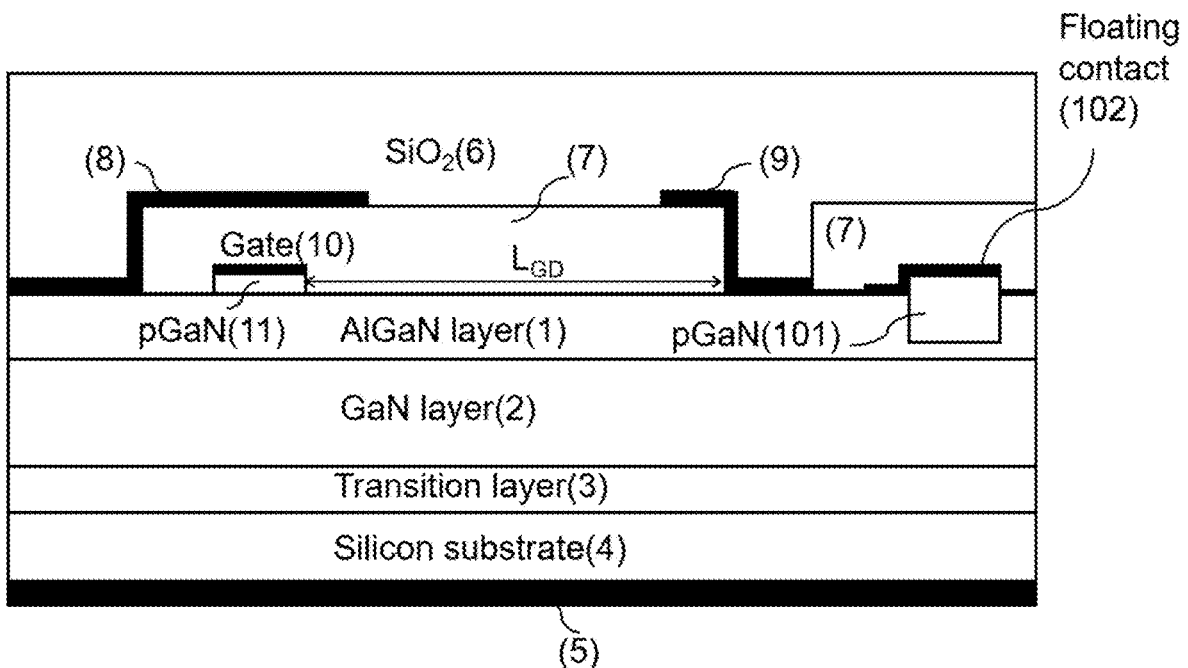 Floating
contact
(102)
SiO₂(6)
(8)
(7)
(9)
(7)
Gate(10)
L_GD
pGaN(11)
AlGaN layer(1)
pGaN(101)
GaN layer(2)
Transition layer(3)
Silicon substrate(4)
(5)